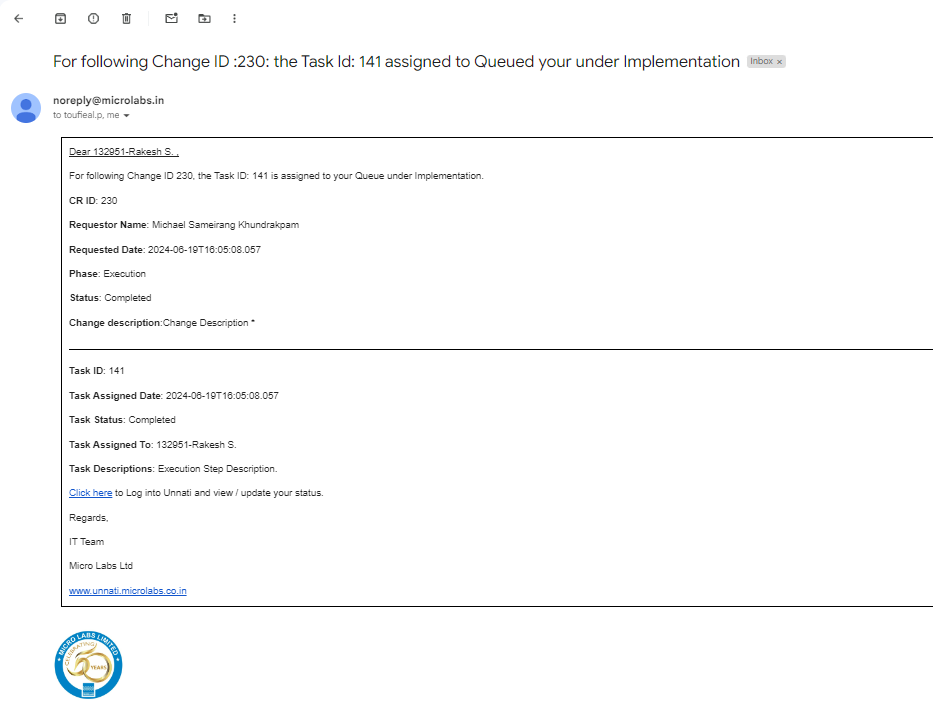 For following Change ID :230: the Task Id: 141 assigned to Queued your under Implementation Inbox ×
noreply@microlabs.in
to toufieal.p, me
Dear 132951-Rakesh S. ,
For following Change ID 230, the Task ID: 141 is assigned to your Queue under Implementation.
CR ID: 230
Requestor Name: Michael Sameirang Khundrakpam
Requested Date: 2024-06-19T16:05:08.057
Phase: Execution
Status: Completed
Change description:Change Description *
Task ID: 141
Task Assigned Date: 2024-06-19T16:05:08.057
Task Status: Completed
Task Assigned To: 132951-Rakesh S.
Task Descriptions: Execution Step Description.
Click here to Log into Unnati and view / update your status.
Regards,
IT Team
Micro Labs Ltd
www.unnati.microlabs.co.in
MICRO LABS LIMITED
CELEBRATING
50
YEARS